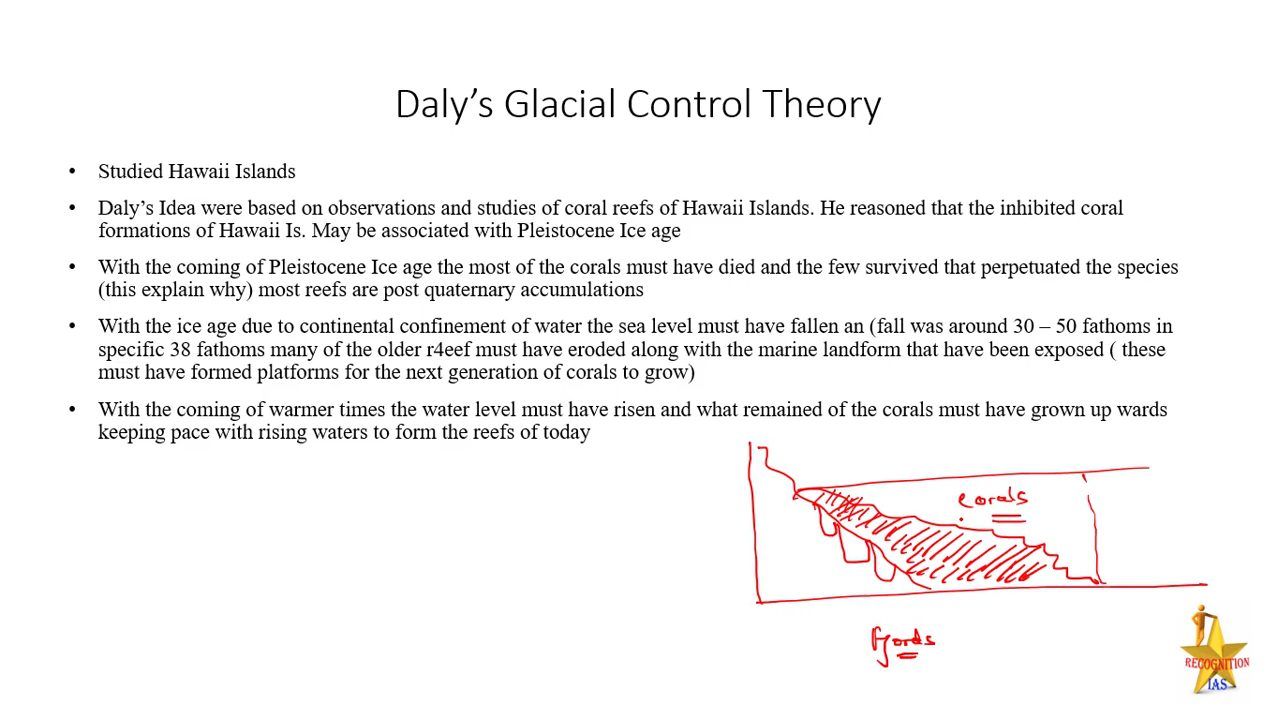 Daly's Glacial Control Theory
• Studied Hawaii Islands
• Daly's Idea were based on observations and studies of coral reefs of Hawaii Islands. He reasoned that the inhibited coral
formations of Hawaii Is. May be associated with Pleistocene Ice age
• With the coming of Pleistocene Ice age the most of the corals must have died and the few survived that perpetuated the species
(this explain why) most reefs are post quaternary accumulations
• With the ice age due to continental confinement of water the sea level must have fallen an (fall was around 30 – 50 fathoms in
specific 38 fathoms many of the older r4eef must have eroded along with the marine landform that have been exposed ( these
must have formed platforms for the next generation of corals to grow)
• With the coming of warmer times the water level must have risen and what remained of the corals must have grown up wards
keeping pace with rising waters to form the reefs of today
corals
fjords
RECOGNITION
IAS